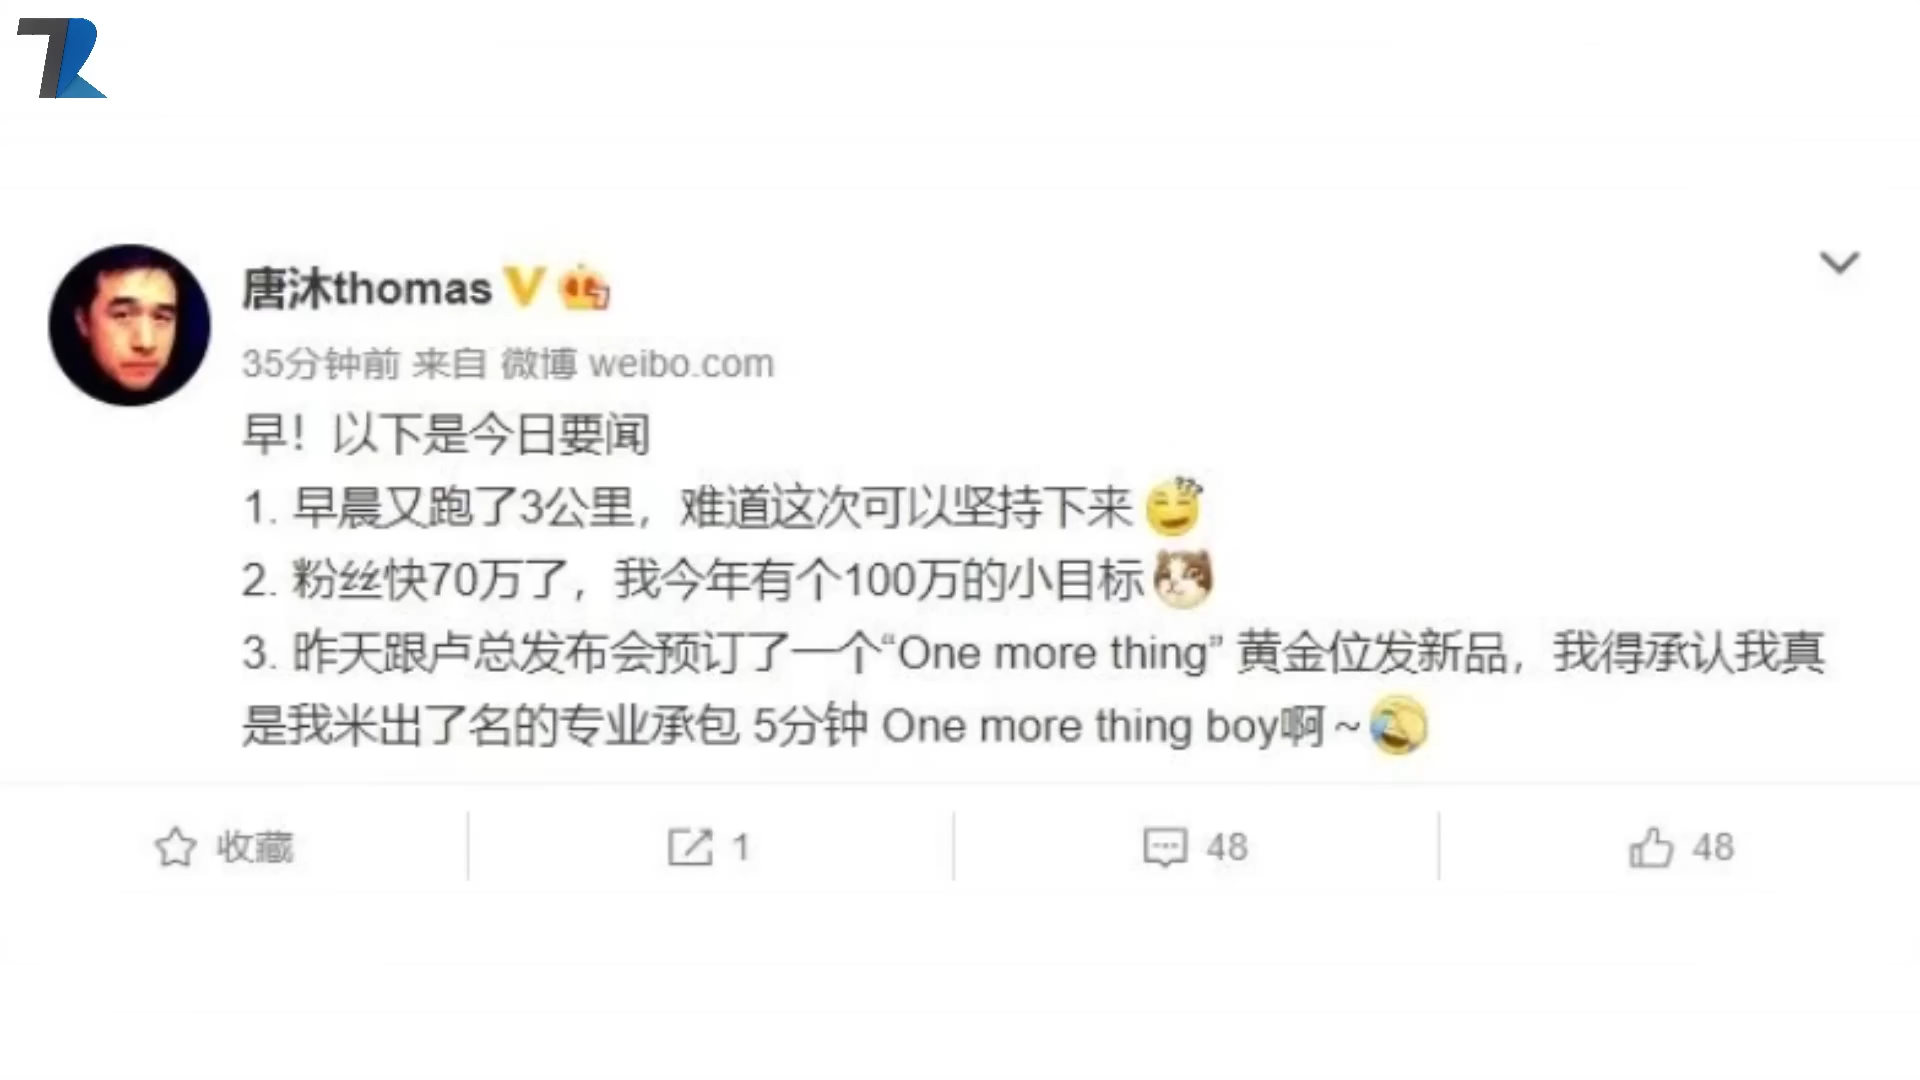 7R
唐沐thomas V
35分钟前 来自 微博 weibo.com
早！以下是今日要闻
1. 早晨又跑了3公里，难道这次可以坚持下来
2. 粉丝快70万了，我今年有个100万的小目标
3. 昨天跟卢总发布会预订了一个“One more thing” 黄金位发新品，我得承认我真
是我米出了名的专业承包 5分钟 One more thing boy啊～
收藏 1 48 48